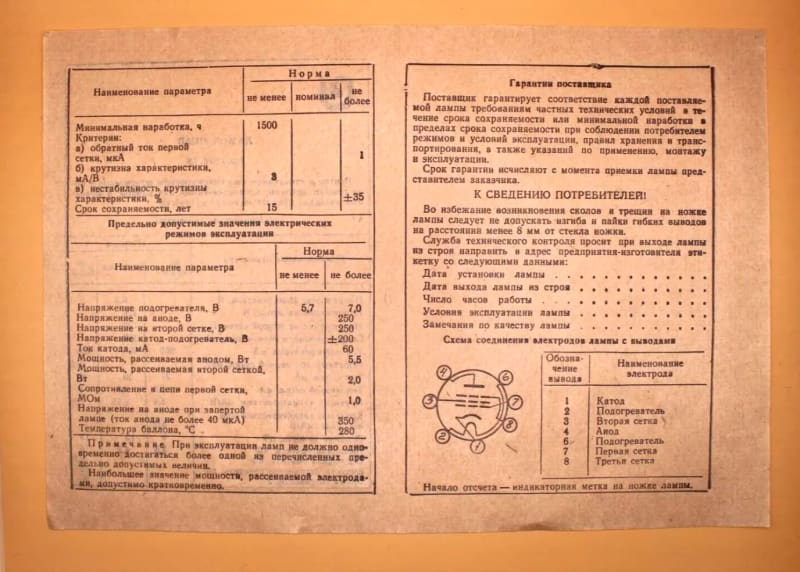 Норма
Наименование параметра
не менее
номинал
не
более
Минимальная наработка, ч 1500
Критерии:
а) обратный ток первой
сетки, мкА 1
б) крутизна характеристики,
мА/В 3
в) нестабильность крутизны
характеристики, % ±35
Срок сохраняемости, лет 15
Предельно допустимые значения электрических
режимов эксплуатации
Норма
Наименование параметра
не менее
не более
Напряжение подогревателя, В 5,7 7,0
Напряжение на аноде, В 250
Напряжение на второй сетке, В 250
Напряжение катод-подогреватель, В ±200
Ток катода, мА 60
Мощность, рассеиваемая анодом, Вт 5,5
Мощность, рассеиваемая второй сеткой,
Вт 2,0
Сопротивление в цепи первой сетки,
МОм 1,0
Напряжение на аноде при запертой
лампе (ток анода не более 40 мкА) 350
Температура баллона, °С 280
Примечание. При эксплуатации ламп не должно одно-
временно достигаться более одной из перечисленных пре-
дельно допустимых величин.
Наибольшее значение мощности, рассеиваемой электрода-
ми, допустимо кратковременно.
Гарантии поставщика
Поставщик гарантирует соответствие каждой поставляе-
мой лампы требованиям частных технических условий в те-
чение срока сохраняемости или минимальной наработки в
пределах срока сохраняемости при соблюдении потребителем
режимов и условий эксплуатации, правил хранения и транс-
портирования, а также указаний по применению, монтажу
и эксплуатации.
Срок гарантии исчисляют с момента приемки лампы пред-
ставителем заказчика.
К СВЕДЕНИЮ ПОТРЕБИТЕЛЕЙ!
Во избежание возникновения сколов и трещин на ножке
лампы следует не допускать изгиба и пайки гибких выводов
на расстоянии менее 8 мм от стекла ножки.
Служба технического контроля просит при выходе лампы
из строя направить в адрес предприятия-изготовителя эти-
кетку со следующими данными:
Дата установки лампы . . . . . . . . . . . .
Дата выхода лампы из строя . . . . . . . . . . .
Число часов работы . . . . . . . . . . . . .
Условия эксплуатации лампы . . . . . . . . . . .
Замечания по качеству лампы . . . . . . . . . . .
Схема соединения электродов лампы с выводами
4 6
3 7
2 8
1
Обозна-
чение
вывода
Наименование
электрода
1 Катод
2 Подогреватель
3 Вторая сетка
4 Анод
6 Подогреватель
7 Первая сетка
8 Третья сетка
Начало отсчета — индикаторная метка на ножке лампы.